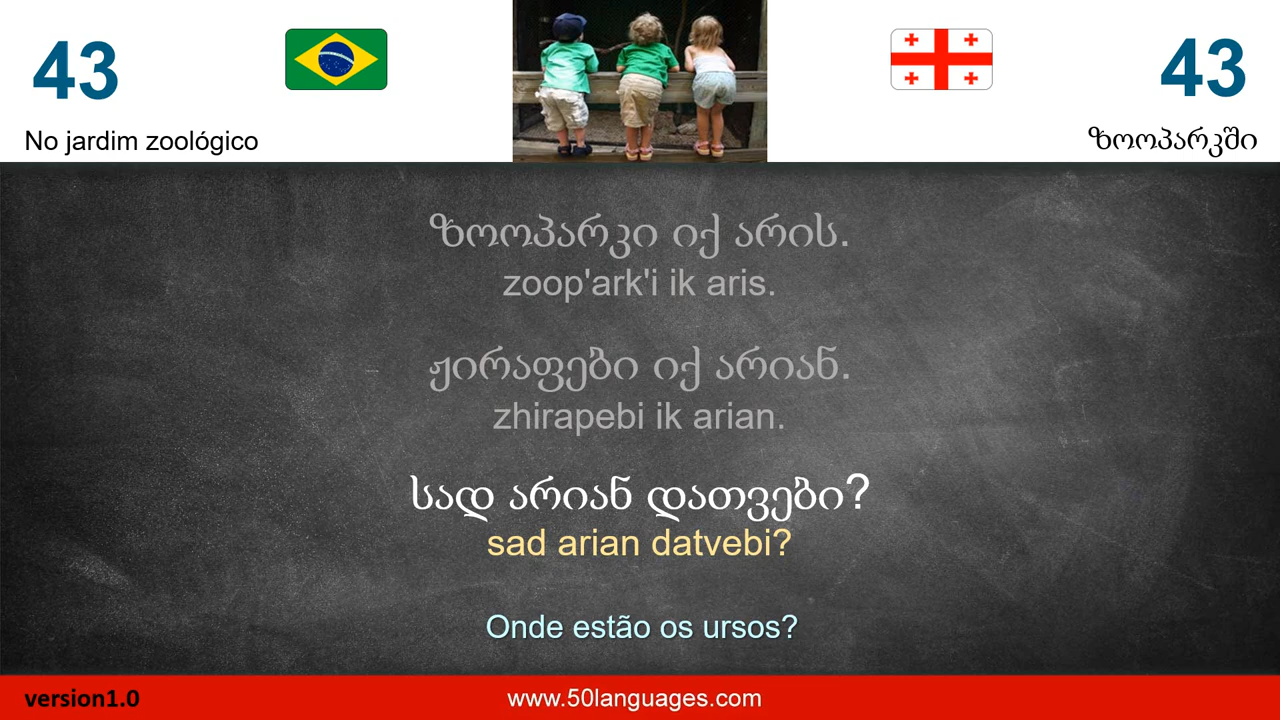 43
No jardim zoológico
43
ზოოპარკში
ზოოპარკი იქ არის.
zoop'ark'i ik aris.
ჟირაფები იქ არიან.
zhirapebi ik arian.
სად არიან დათვები?
sad arian datvebi?
Onde estão os ursos?
version1.0
www.50languages.com